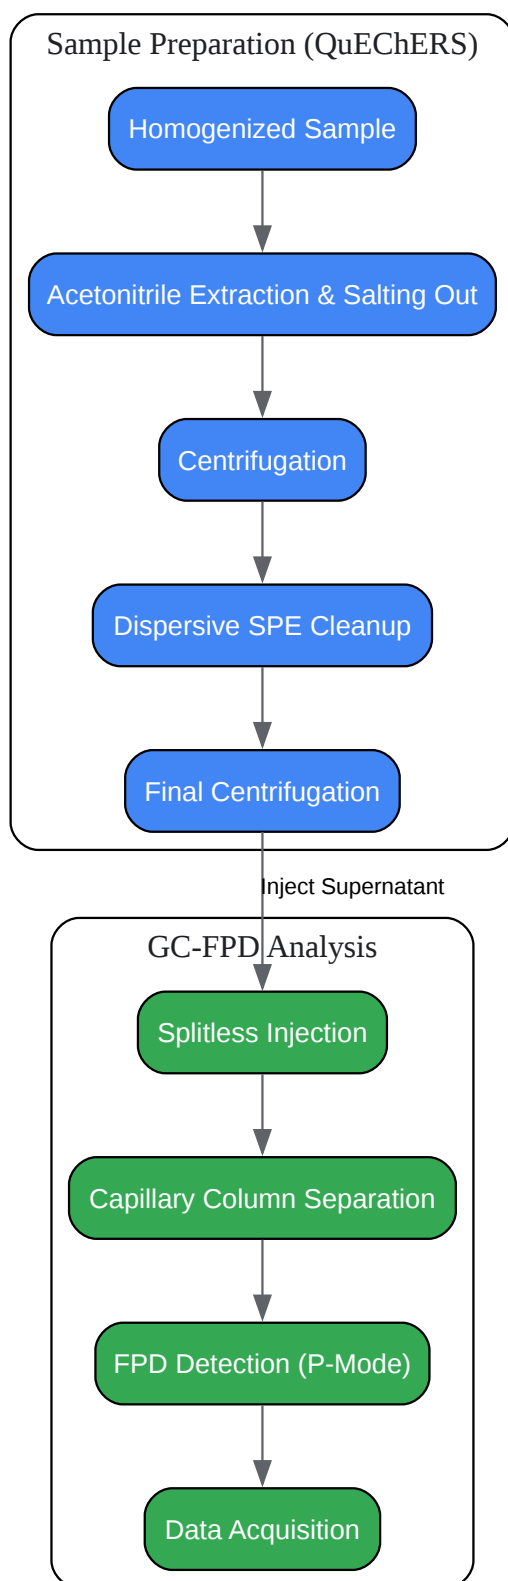 Sample Preparation (QuEChERS)
Homogenized Sample
Acetonitrile Extraction & Salting Out
Centrifugation
Dispersive SPE Cleanup
Final Centrifugation
Inject Supernatant
GC-FPD Analysis
Splitless Injection
Capillary Column Separation
FPD Detection (P-Mode)
Data Acquisition